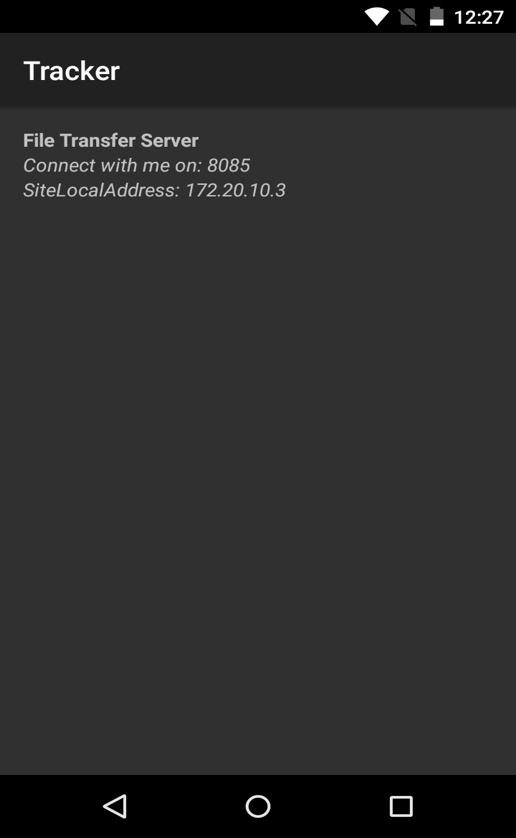 12:27
Tracker
File Transfer Server
Connect with me on: 8085
SiteLocalAddress: 172.20.10.3